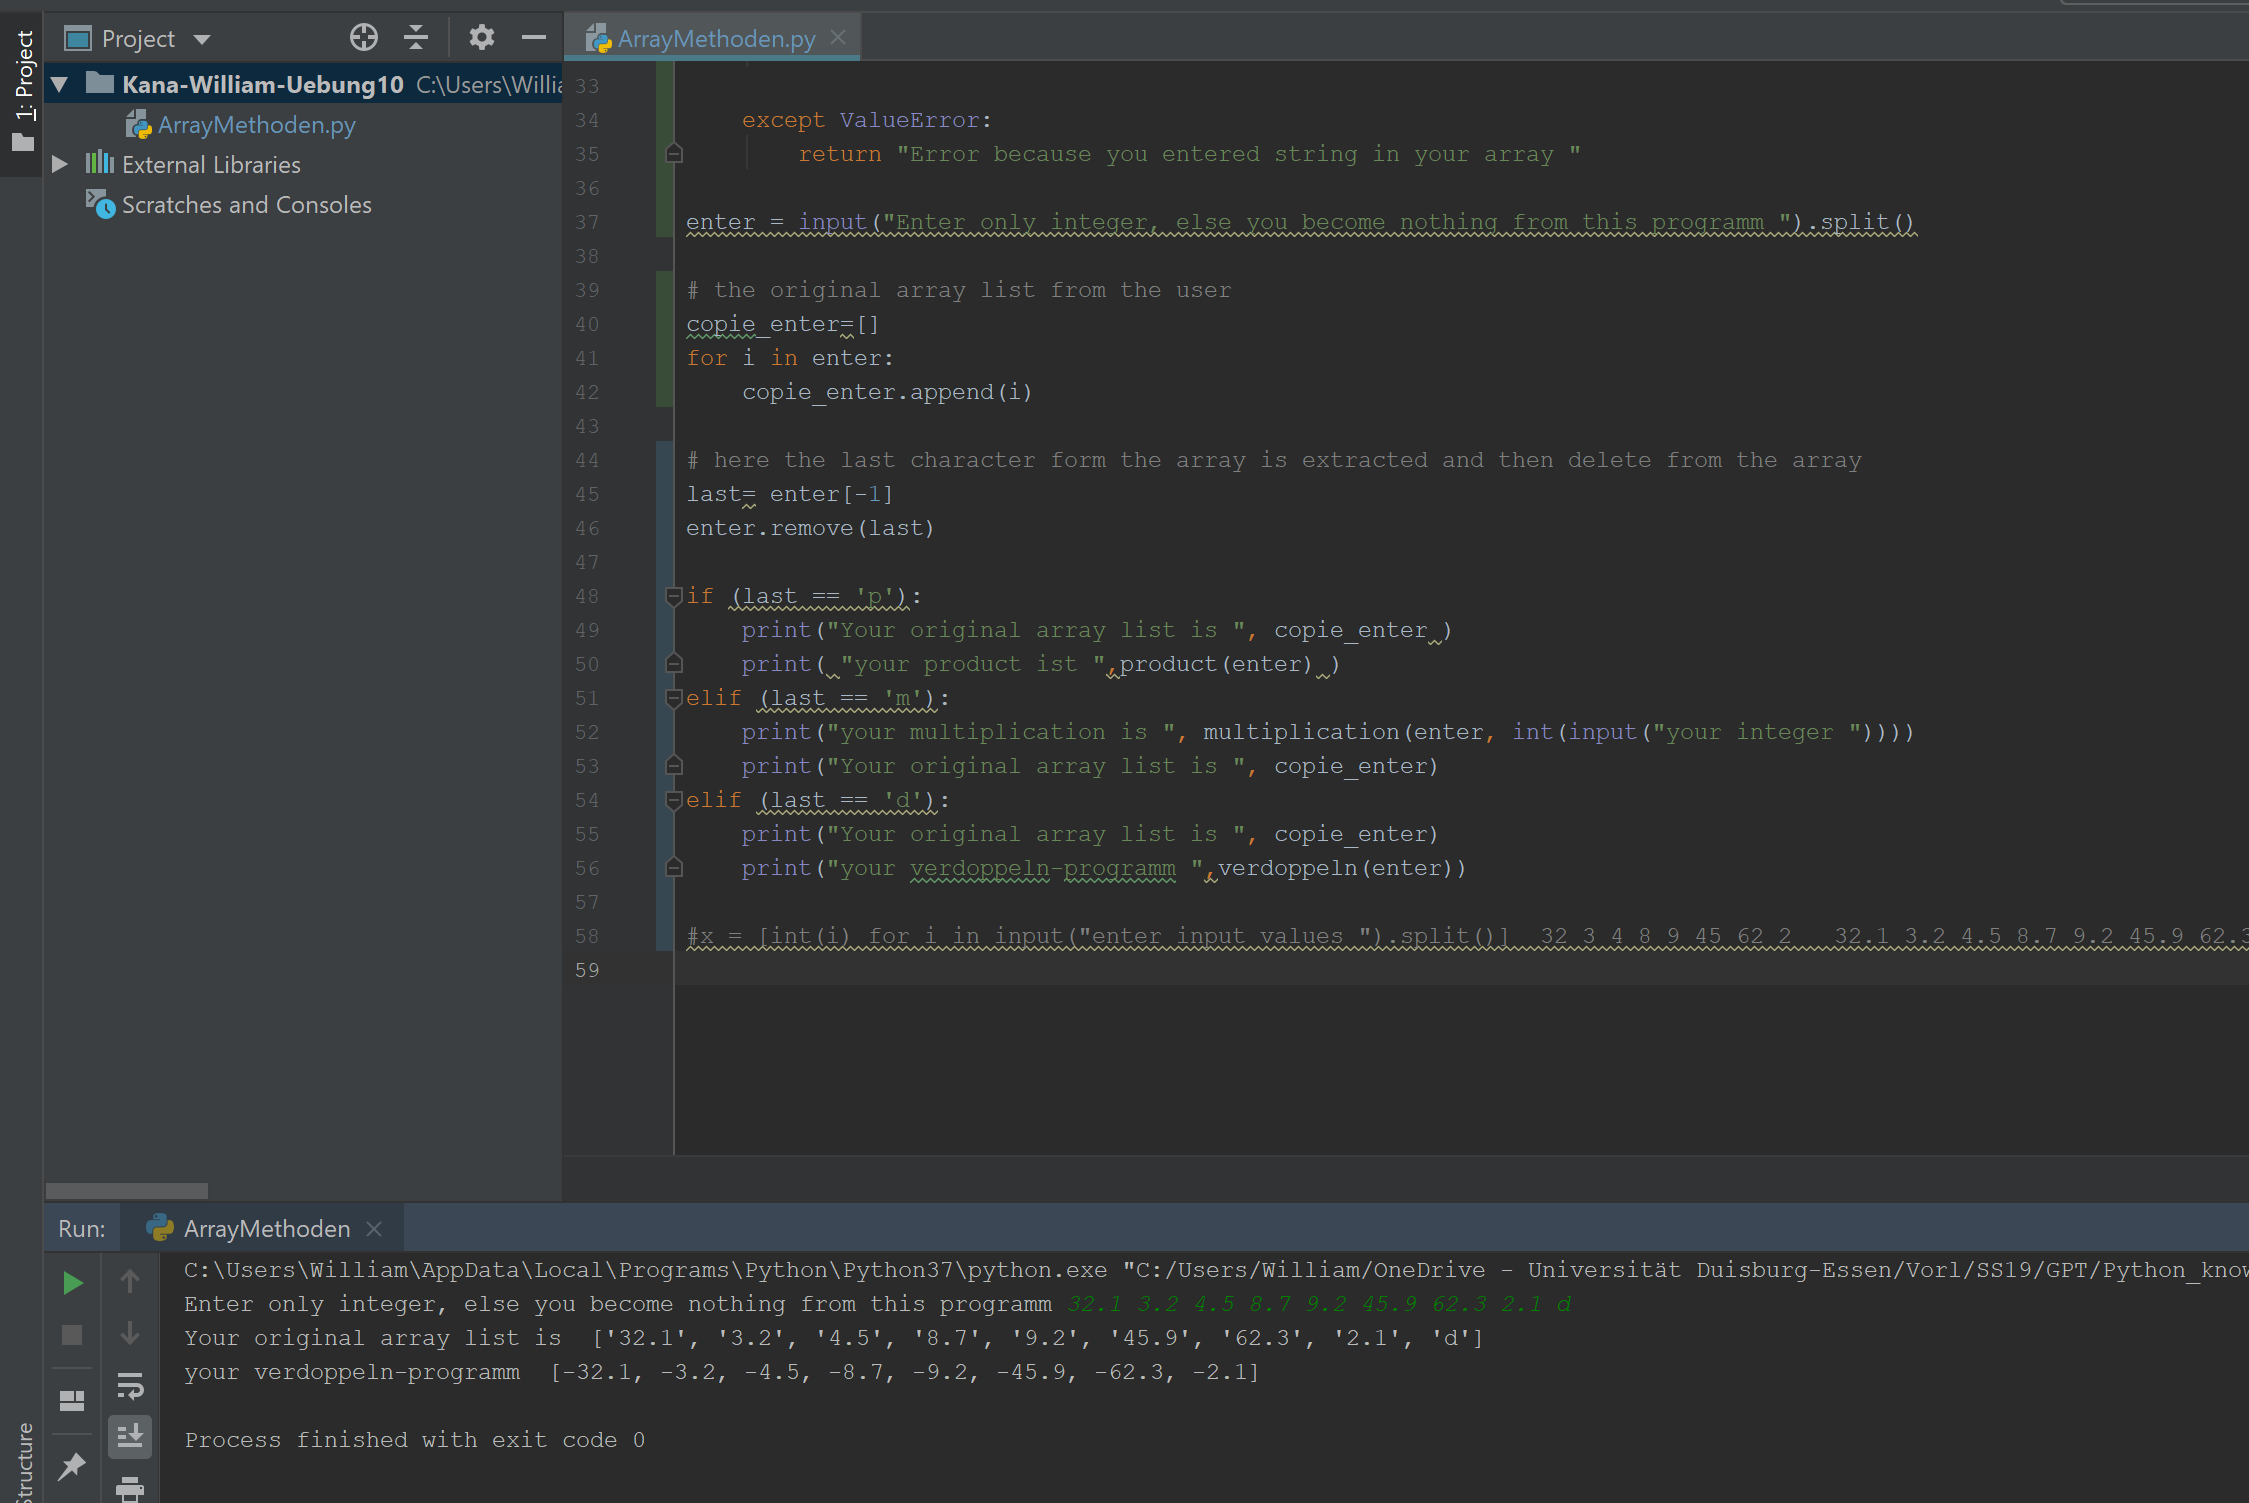 1: Project
Project
ArrayMethoden.py
Kana-William-Uebung10 C:\Users\Willia
ArrayMethoden.py
External Libraries
Scratches and Consoles
33
34 except ValueError:
35 return "Error because you entered string in your array "
36
37 enter = input("Enter only integer, else you become nothing from this programm ").split()
38
39 # the original array list from the user
40 copie_enter=[]
41 for i in enter:
42 copie_enter.append(i)
43
44 # here the last character form the array is extracted and then delete from the array
45 last= enter[-1]
46 enter.remove(last)
47
48 if (last == 'p'):
49 print("Your original array list is ", copie_enter )
50 print( "your product ist ",product(enter) )
51 elif (last == 'm'):
52 print("your multiplication is ", multiplication(enter, int(input("your integer "))))
53 print("Your original array list is ", copie_enter)
54 elif (last == 'd'):
55 print("Your original array list is ", copie_enter)
56 print("your verdoppeln-programm ",verdoppeln(enter))
57
58 #x = [int(i) for i in input("enter input values ").split()] 32 3 4 8 9 45 62 2 32.1 3.2 4.5 8.7 9.2 45.9 62.3
59
Run: ArrayMethoden
C:\Users\William\AppData\Local\Programs\Python\Python37\python.exe "C:/Users/William/OneDrive - Universität Duisburg-Essen/Vorl/SS19/GPT/Python_know
Enter only integer, else you become nothing from this programm 32.1 3.2 4.5 8.7 9.2 45.9 62.3 2.1 d
Your original array list is ['32.1', '3.2', '4.5', '8.7', '9.2', '45.9', '62.3', '2.1', 'd']
your verdoppeln-programm [-32.1, -3.2, -4.5, -8.7, -9.2, -45.9, -62.3, -2.1]
Process finished with exit code 0
Structure